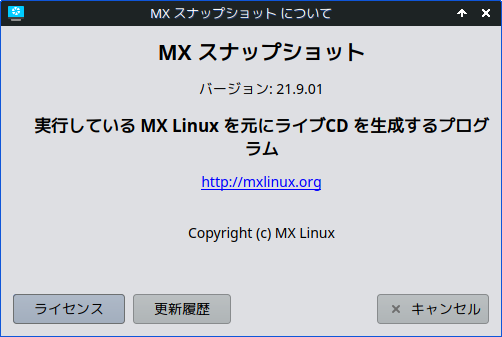 MX スナップショット について
MX スナップショット
バージョン: 21.9.01
実行している MX Linux を元にライブCD を生成するプログ
ラム
http://mxlinux.org
Copyright (c) MX Linux
ライセンス
更新履歴
キャンセル